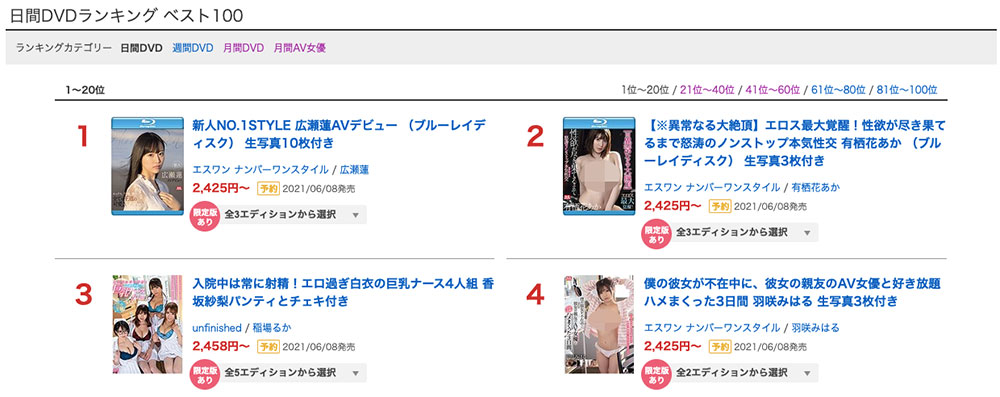 日間DVDランキング ベスト100
ランキングカテゴリー 日間DVD 週間DVD 月間DVD 月間AV女優
1〜20位
1位〜20位 / 21位〜40位 / 41位〜60位 / 61位〜80位 / 81位〜100位
1
新人NO.1STYLE 広瀬蓮AVデビュー （ブルーレイデ
ィスク） 生写真10枚付き
エスワン ナンバーワンスタイル / 広瀬蓮
2,425円〜 予約 2021/06/08発売
限定版
あり
全3エディションから選択
広瀬蓮
2
【※異常なる大絶頂】エロス最大覚醒！性欲が尽き果て
るまで怒涛のノンストップ本気性交 有栖花あか （ブル
ーレイディスク） 生写真3枚付き
エスワン ナンバーワンスタイル / 有栖花あか
2,425円〜 予約 2021/06/08発売
限定版
あり
全3エディションから選択
3
入院中は常に射精！エロ過ぎ白衣の巨乳ナース4人組 香
坂紗梨パンティとチェキ付き
unfinished / 稲場るか
2,458円〜 予約 2021/06/08発売
限定版
あり
全5エディションから選択
4
僕の彼女が不在中に、彼女の親友のAV女優と好き放題
ハメまくった3日間 羽咲みはる 生写真3枚付き
エスワン ナンバーワンスタイル / 羽咲みはる
2,425円〜 予約 2021/06/08発売
限定版
あり
全2エディションから選択